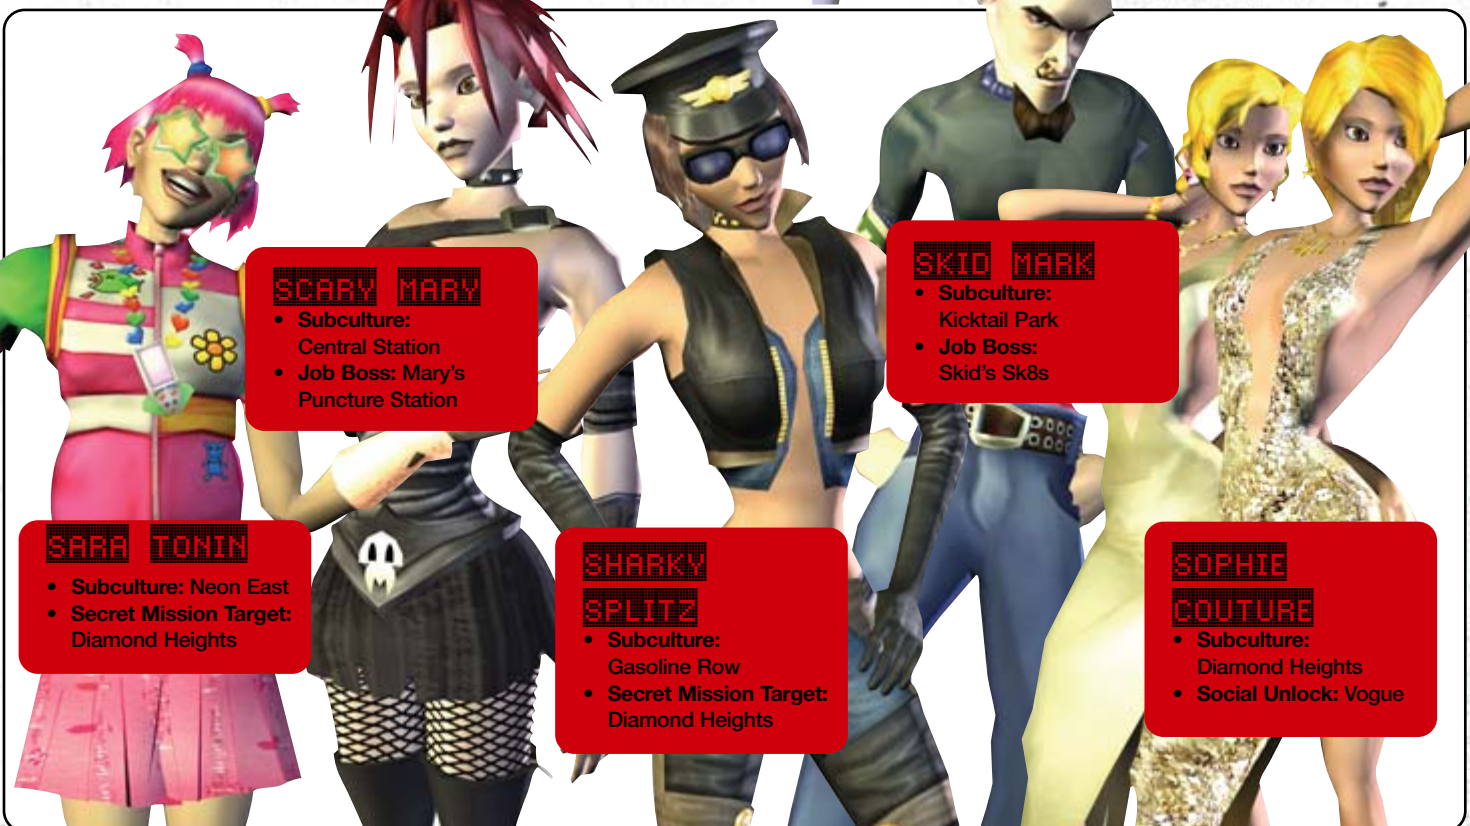 SCARY MARY
• Subculture:
Central Station
• Job Boss: Mary's
Puncture Station
SKID MARK
• Subculture:
Kicktail Park
• Job Boss:
Skid's Sk8s
SARA TONIN
• Subculture: Neon East
• Secret Mission Target:
Diamond Heights
SHARKY
SPLITZ
• Subculture:
Gasoline Row
• Secret Mission Target:
Diamond Heights
SOPHIE
COUTURE
• Subculture:
Diamond Heights
• Social Unlock: Vogue